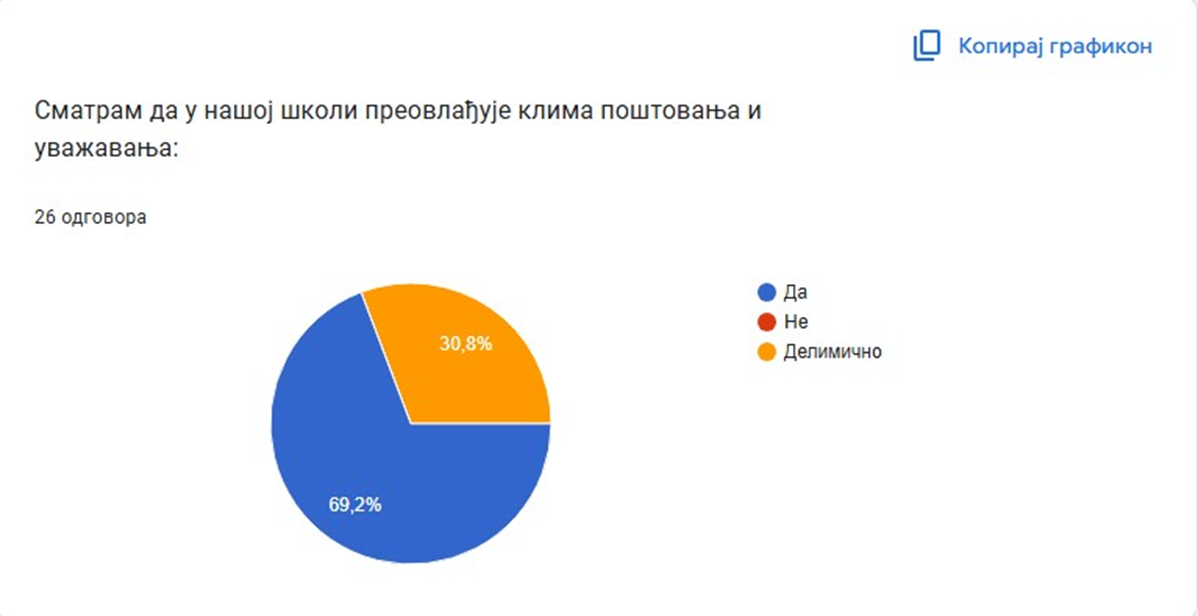 Копирај графикон
Сматрам да у нашој школи преовлађује клима поштовања и
уважавања:
26 одговора
Да
Не
Делимично
30,8%
69,2%